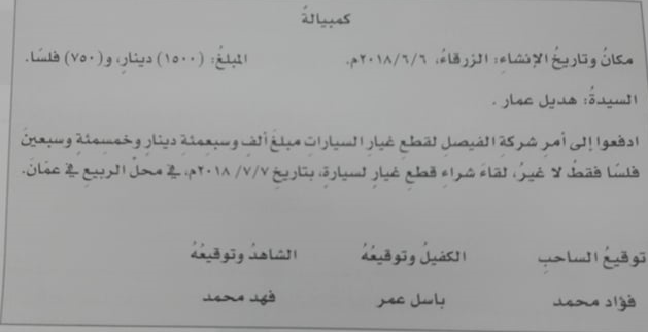 كمبيالةٌ
مكانُ وتاريخُ الإنشاءِ: الزرقاءُ، ٢٠١٨/٦/٦م. المبلغُ: (١٥٠٠) دينارٍ، و(٧٥٠) فلسًا.
السيدةُ: هديل عمار .
ادفعوا إلى أمرِ شركةِ الفيصلِ لقطعِ غيارِ السياراتِ مبلغَ ألفٍ وسبعمئةِ دينارٍ وخمسمئةٍ وسبعينَ
فلسًا فقطْ لا غيرُ، لقاءَ شراءِ قطعِ غيارٍ لسيارةٍ، بتاريخِ ٢٠١٨/٧/٧م، في محلِّ الربيعِ في عمّانَ.
توقيعُ الساحبِ الكفيلُ وتوقيعُهُ الشاهدُ وتوقيعُهُ
فؤاد محمد باسل عمر فهد محمد